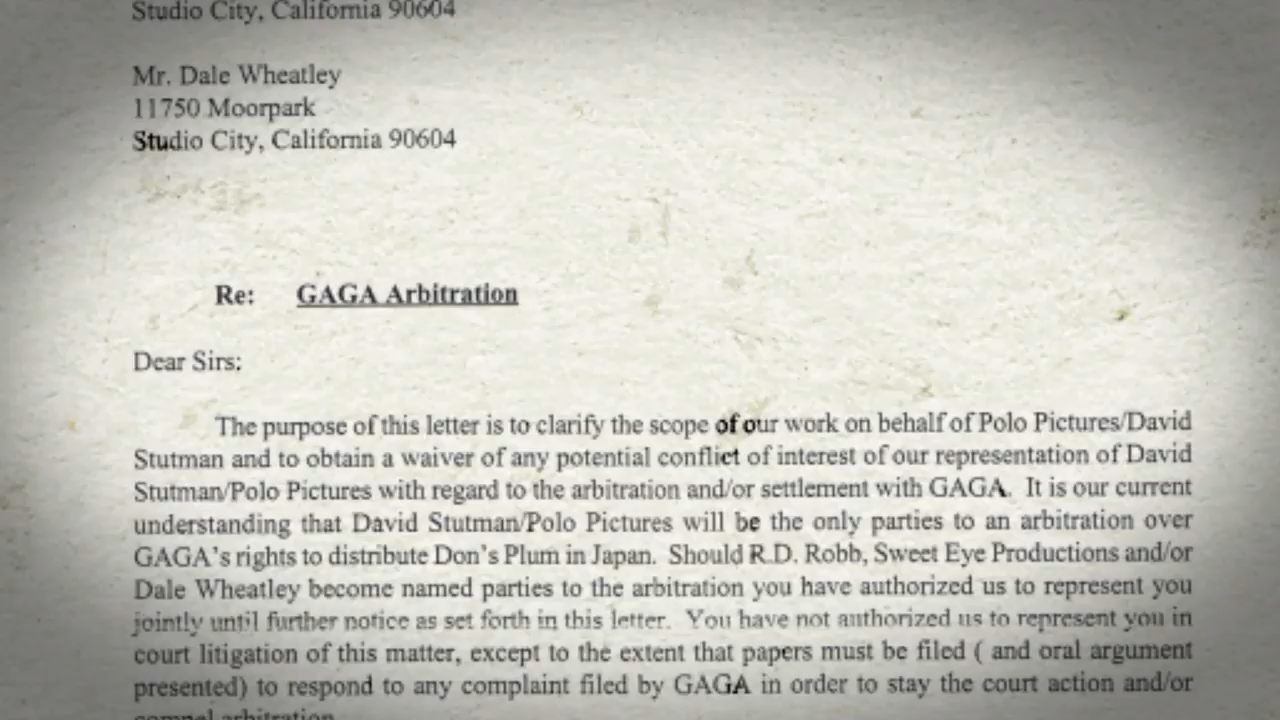 Studio City, California 90604
Mr. Dale Wheatley
11750 Moorpark
Studio City, California 90604
Re: GAGA Arbitration
Dear Sirs:
The purpose of this letter is to clarify the scope of our work on behalf of Polo Pictures/David
Stutman and to obtain a waiver of any potential conflict of interest of our representation of David
Stutman/Polo Pictures with regard to the arbitration and/or settlement with GAGA. It is our current
understanding that David Stutman/Polo Pictures will be the only parties to an arbitration over
GAGA's rights to distribute Don's Plum in Japan. Should R.D. Robb, Sweet Eye Productions and/or
Dale Wheatley become named parties to the arbitration you have authorized us to represent you
jointly until further notice as set forth in this letter. You have not authorized us to represent you in
court litigation of this matter, except to the extent that papers must be filed ( and oral argument
presented) to respond to any complaint filed by GAGA in order to stay the court action and/or
compel arbitration.